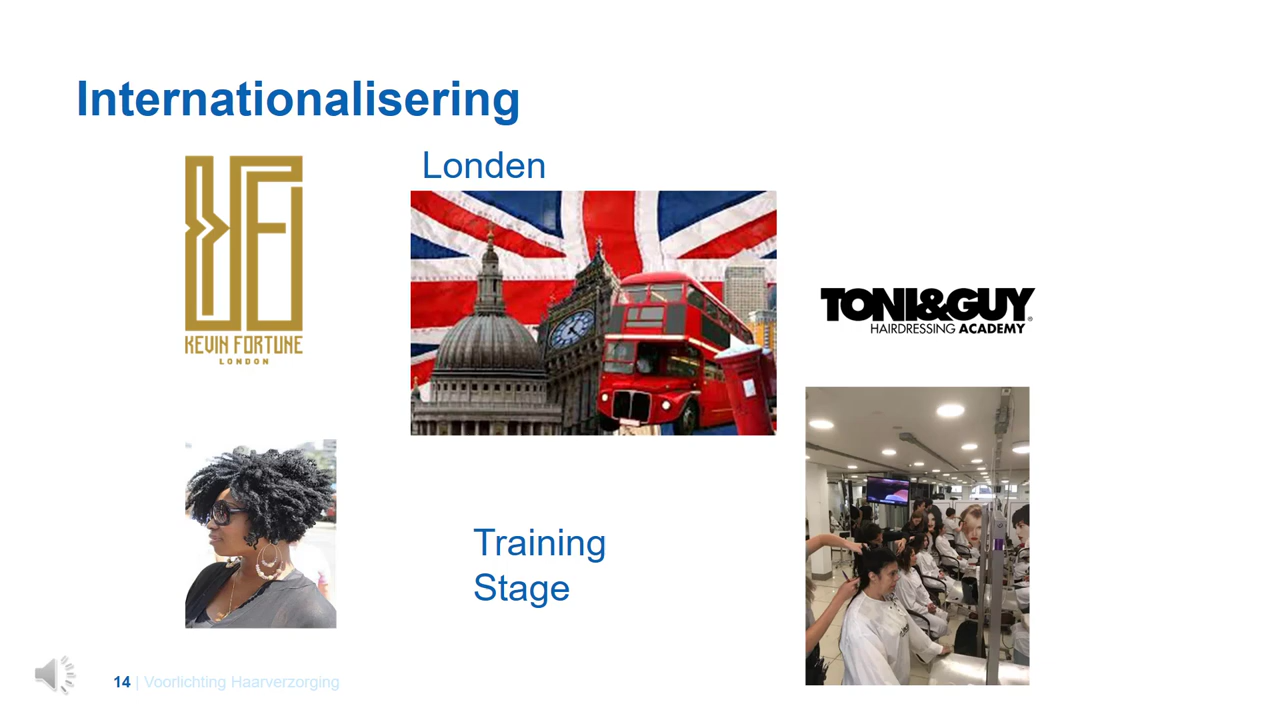 Internationalisering
Londen
KEVIN FORTUNE
LONDON
TONI&GUY
HAIRDRESSING ACADEMY
Training
Stage
14 | Voorlichting Haarverzorging